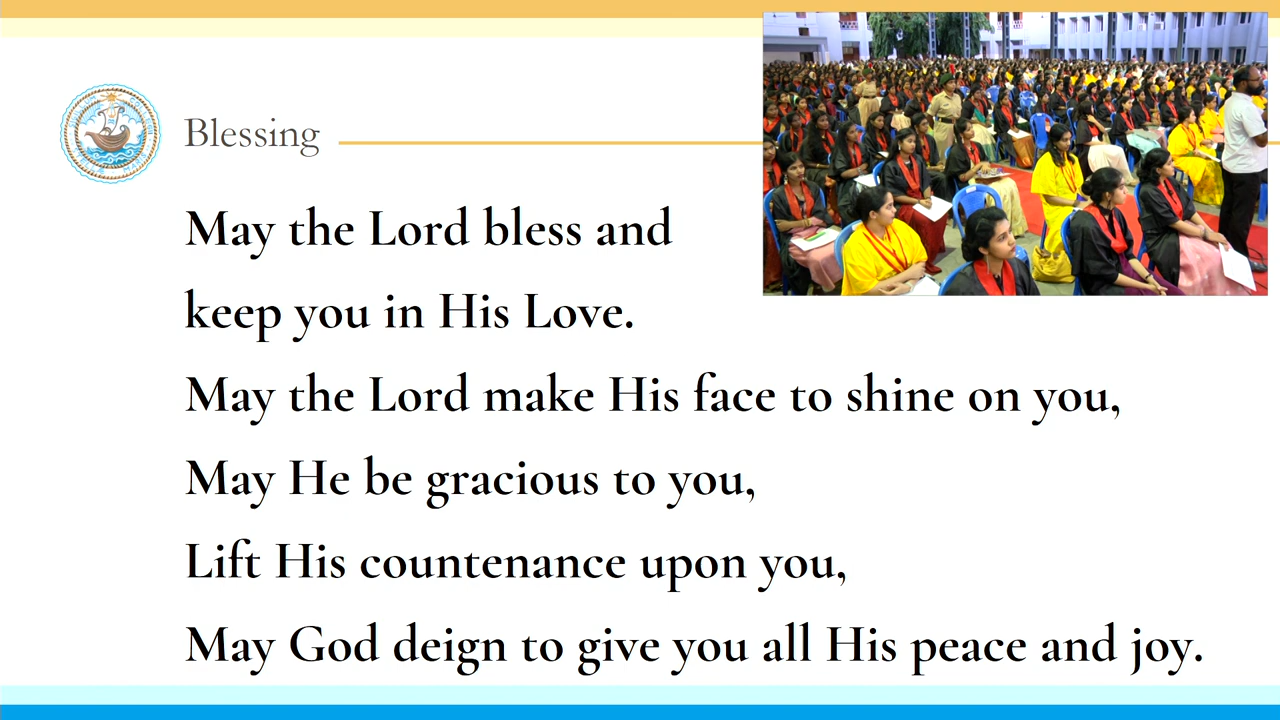 Blessing
May the Lord bless and
keep you in His Love.
May the Lord make His face to shine on you,
May He be gracious to you,
Lift His countenance upon you,
May God deign to give you all His peace and joy.